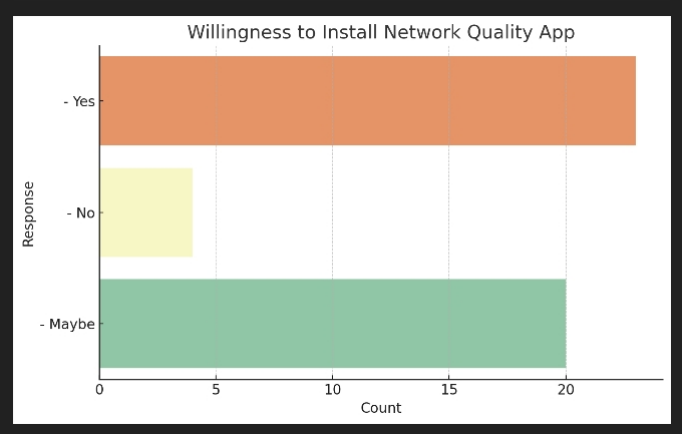 Willingness to Install Network Quality App
- Yes
- No
- Maybe
Response
0 5 10 15 20
Count